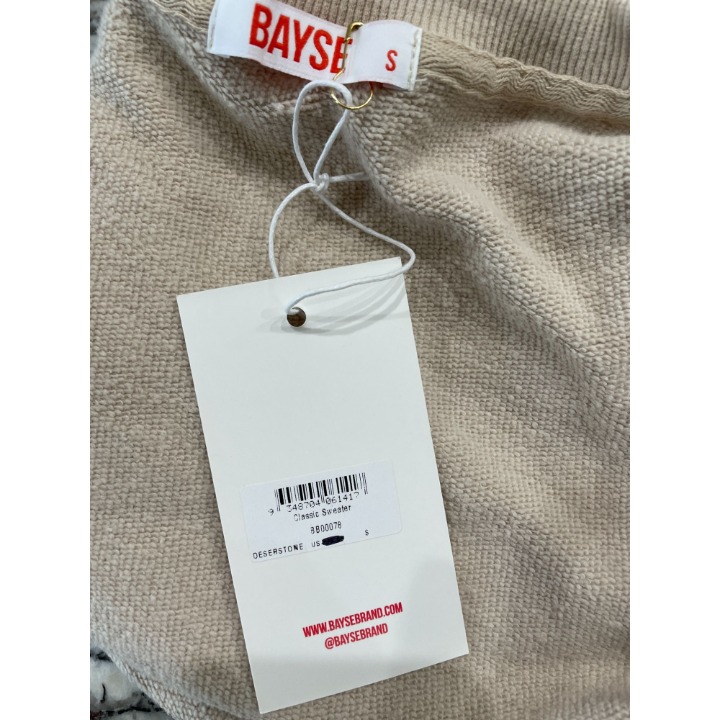 BAYSE S
9 348704 061417
Classic Sweater
BB00078
DESERSTONE US S
WWW.BAYSEBRAND.COM
@BAYSEBRAND